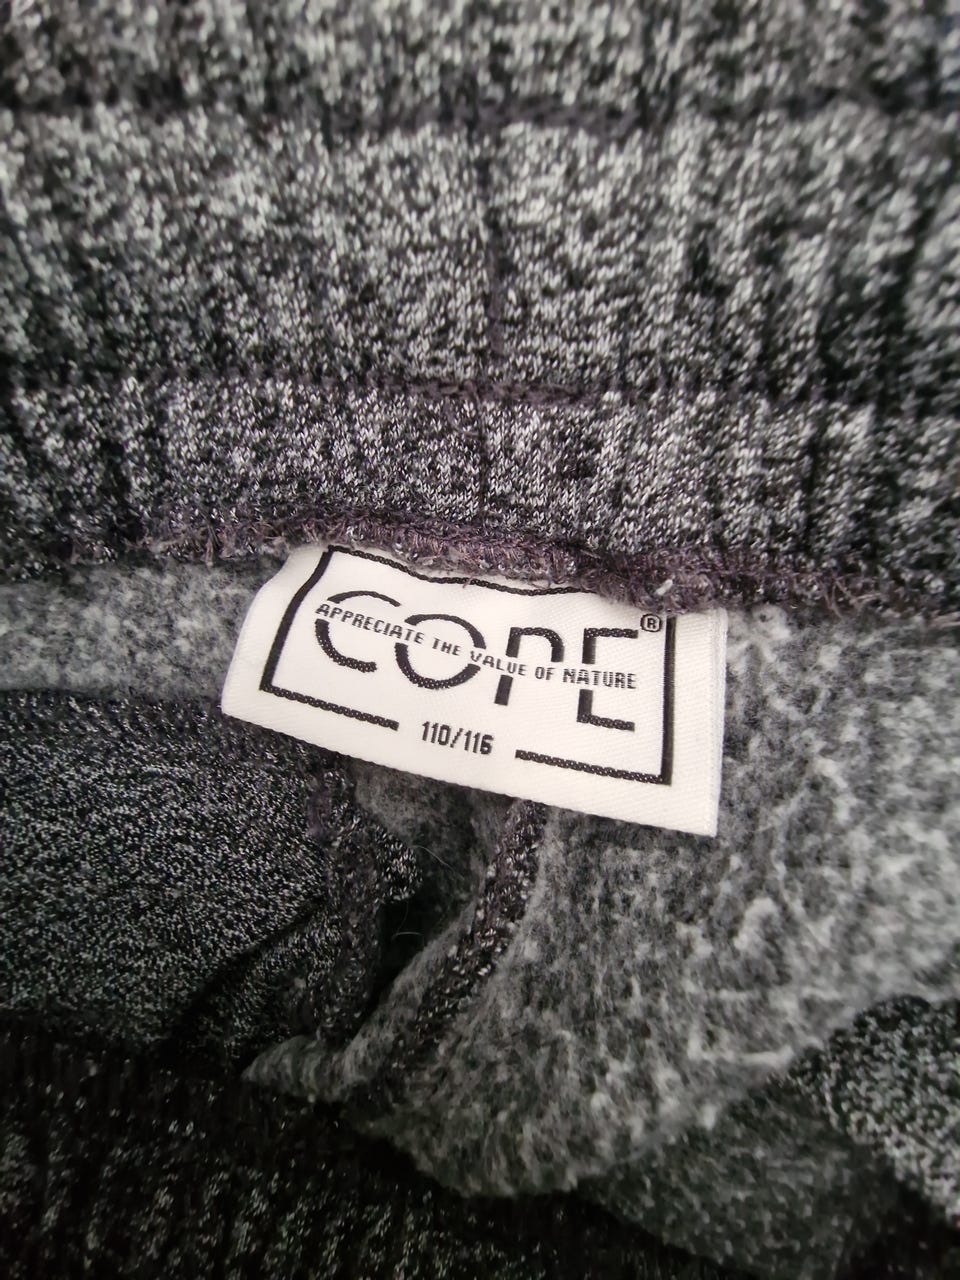 COPE®
APPRECIATE THE VALUE OF NATURE
110/116